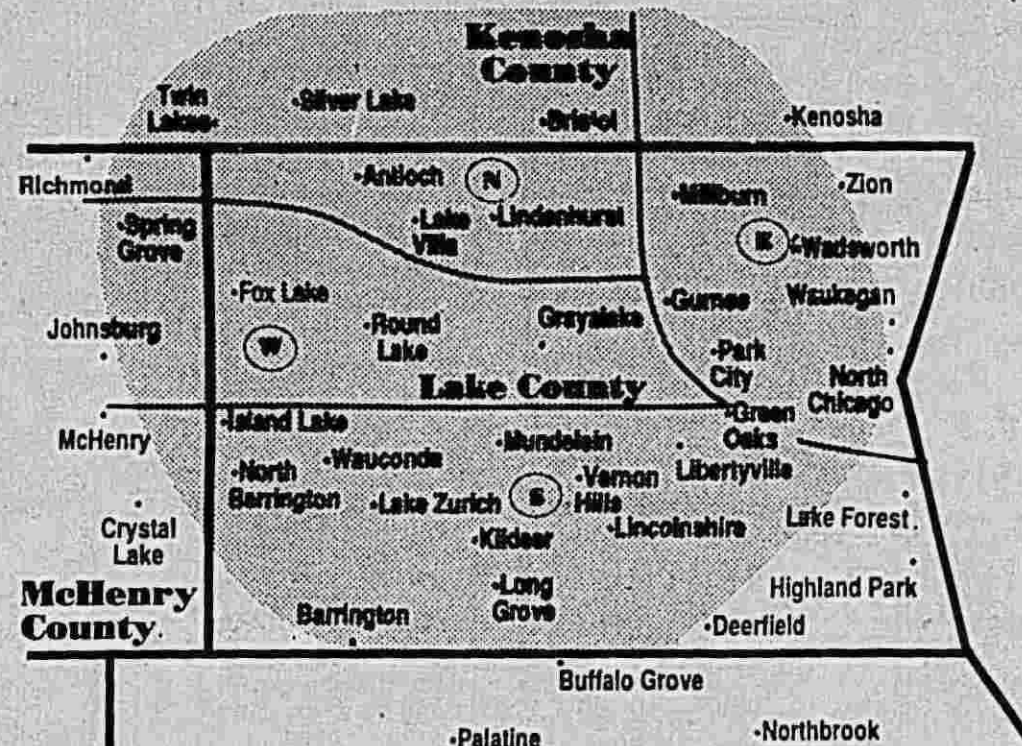 Kenosha
County
Twin
Lakes
Silver Lake
Bristol
Kenosha
Richmond
Antioch
N
Millburn
Zion
Spring
Grove
Lake
Villa
Lindenhurst
E
Wadsworth
Fox Lake
Gurnee
Waukegan
Johnsburg
W
Round
Lake
Grayslake
Park
City
North
Chicago
Lake County
McHenry
Island Lake
Green
Oaks
Mundelein
North
Barrington
Wauconda
Vernon
Hills
Libertyville
Lake Zurich
S
Lincolnshire
Lake Forest
Crystal
Lake
Kildeer
McHenry
County
Long
Grove
Highland Park
Barrington
Deerfield
Buffalo Grove
Palatine
Northbrook